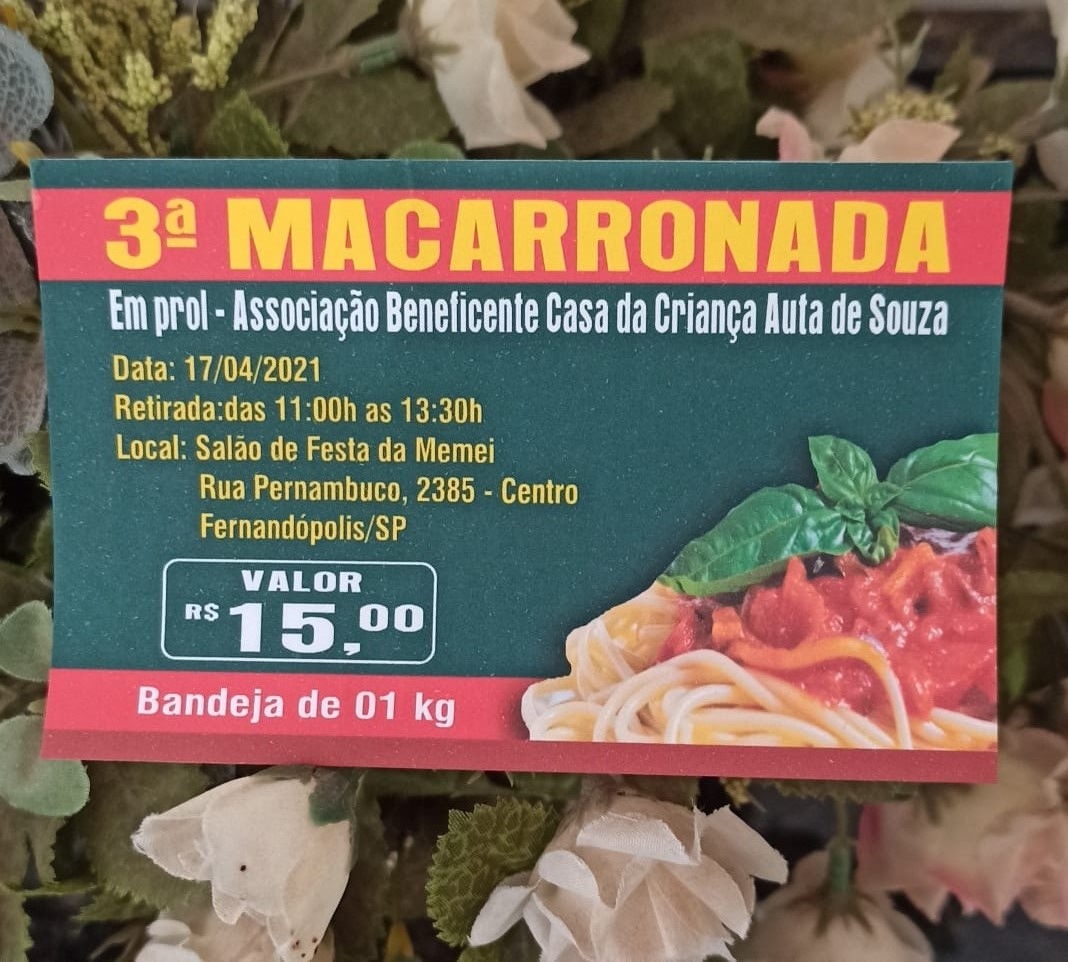 3ª MACARRONADA
Em prol - Associação Beneficente Casa da Criança Auta de Souza
Data: 17/04/2021
Retirada:das 11:00h as 13:30h
Local: Salão de Festa da Memei
Rua Pernambuco, 2385 - Centro
Fernandópolis/SP
VALOR
R$ 15,00
Bandeja de 01 kg